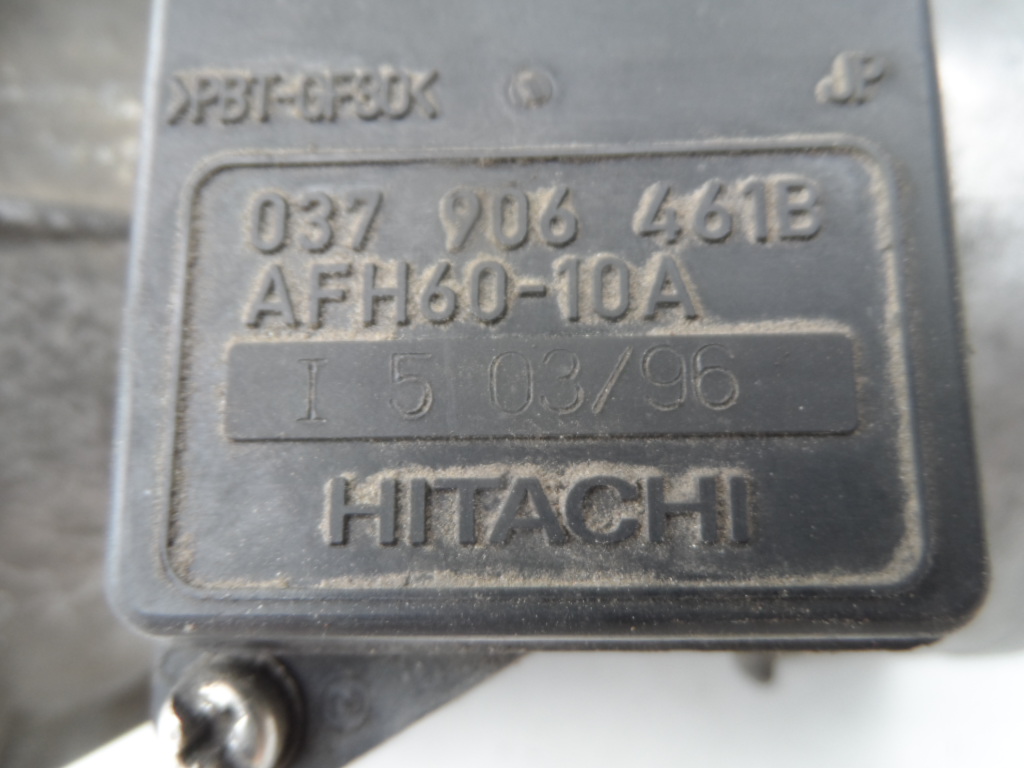 >PBT-GF30< JP
037 906 461B
AFH60-10A
I 5 03/96
HITACHI